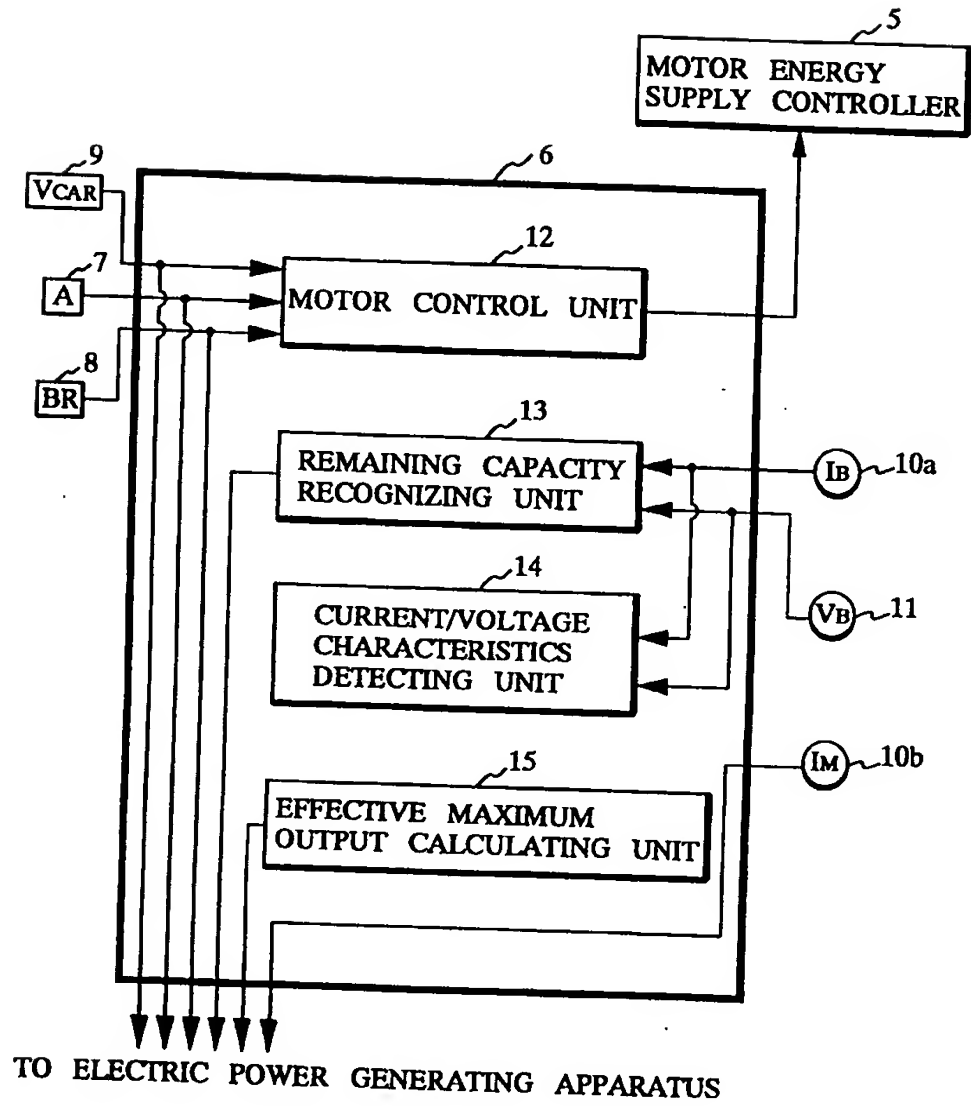 5
MOTOR ENERGY
SUPPLY CONTROLLER
9
VCAR
6
7
A
12
MOTOR CONTROL UNIT
8
BR
13
REMAINING CAPACITY
RECOGNIZING UNIT
IB
10a
14
CURRENT/VOLTAGE
CHARACTERISTICS
DETECTING UNIT
VB
11
15
EFFECTIVE MAXIMUM
OUTPUT CALCULATING UNIT
IM
10b
TO ELECTRIC POWER GENERATING APPARATUS